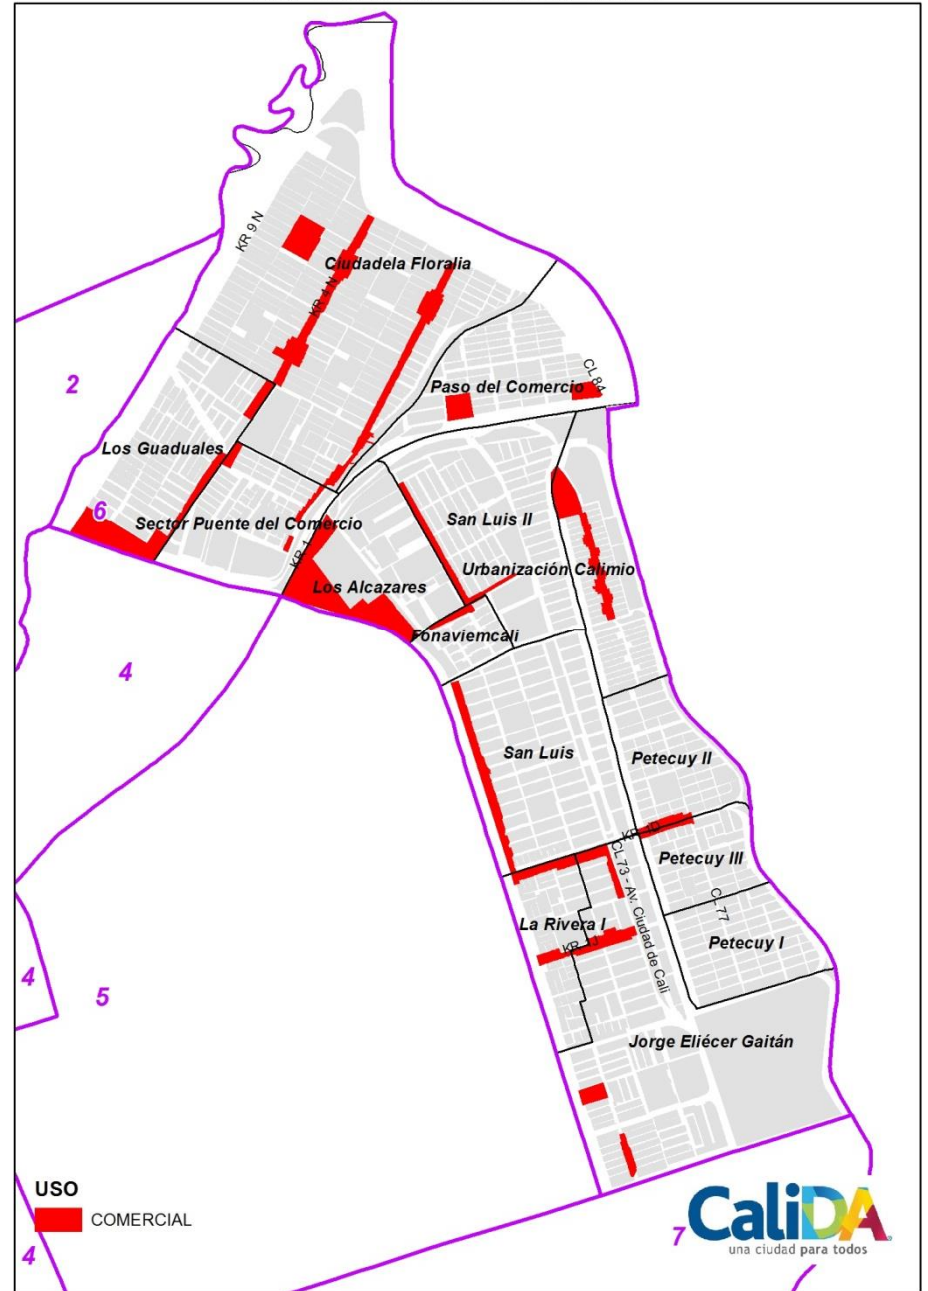 KR 9 N
Ciudadela Floralia
KR 4 N
2
Paso del Comercio
CL 84
Los Guaduales
6
Sector Puente del Comercio
San Luis II
KR 1
Urbanización Calimio
Los Alcazares
Fonaviemcali
4
San Luis
Petecuy II
CL 73 - Av. Ciudad de Cali
Petecuy III
CL 77
La Rivera I
Petecuy I
4
5
Jorge Eliécer Gaitán
USO
COMERCIAL
CaliDA
una ciudad para todos
7
4